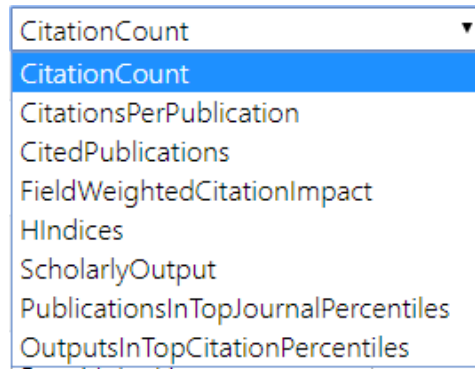 CitationCount
CitationCount
CitationsPerPublication
CitedPublications
FieldWeightedCitationImpact
HIndices
ScholarlyOutput
PublicationsInTopJournalPercentiles
OutputsInTopCitationPercentiles